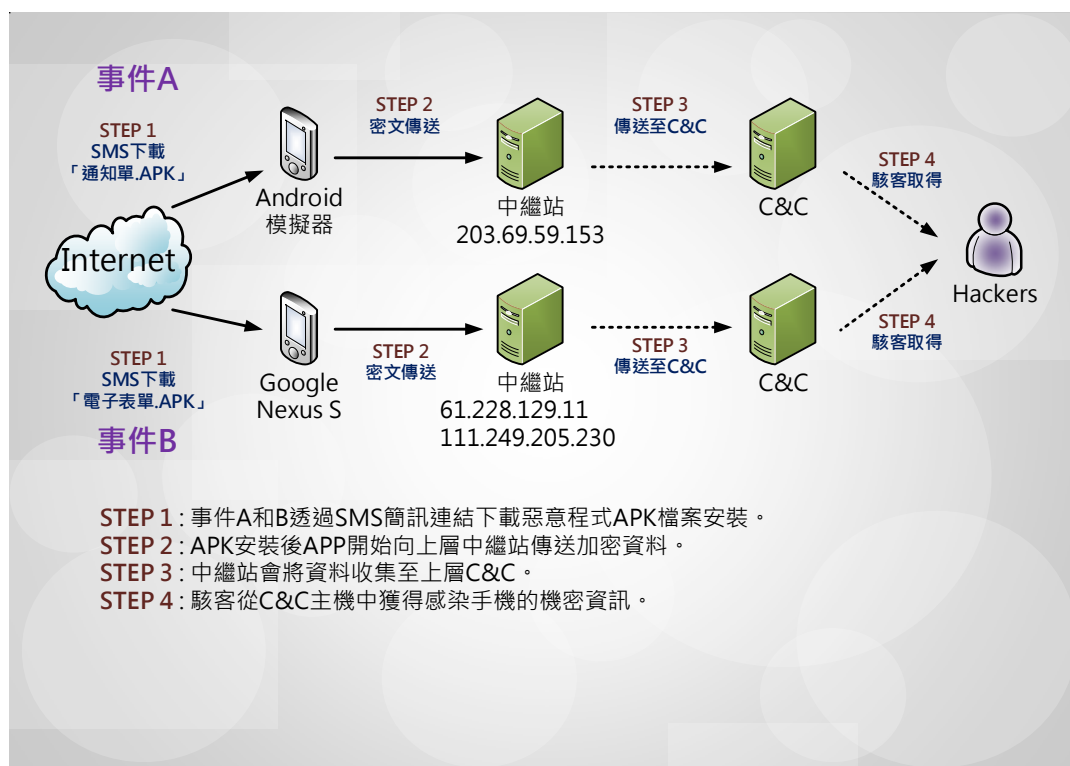 事件A
STEP 1
SMS下載
「通知單.APK」
Internet
Android
模擬器
STEP 2
密文傳送
中繼站
203.69.59.153
STEP 3
傳送至C&C
C&C
STEP 4
駭客取得
Hackers
STEP 1
SMS下載
「電子表單.APK」
事件B
Google
Nexus S
STEP 2
密文傳送
中繼站
61.228.129.11
111.249.205.230
STEP 3
傳送至C&C
C&C
STEP 4
駭客取得
STEP 1 : 事件A和B透過SMS簡訊連結下載惡意程式APK檔案安裝。
STEP 2 : APK安裝後APP開始向上層中繼站傳送加密資料。
STEP 3 : 中繼站會將資料收集至上層C&C。
STEP 4 : 駭客從C&C主機中獲得感染手機的機密資訊。